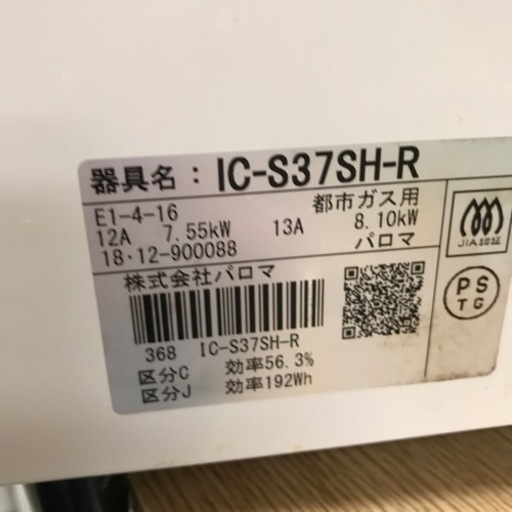 器具名：IC-S37SH-R
E1-4-16 都市ガス用
12A 7.55kW 13A 8.10kW
18・12-900088 パロマ
株式会社パロマ
368 IC-S37SH-R
区分C 効率56.3%
区分J 効率192Wh
JIA認証
PS
TG